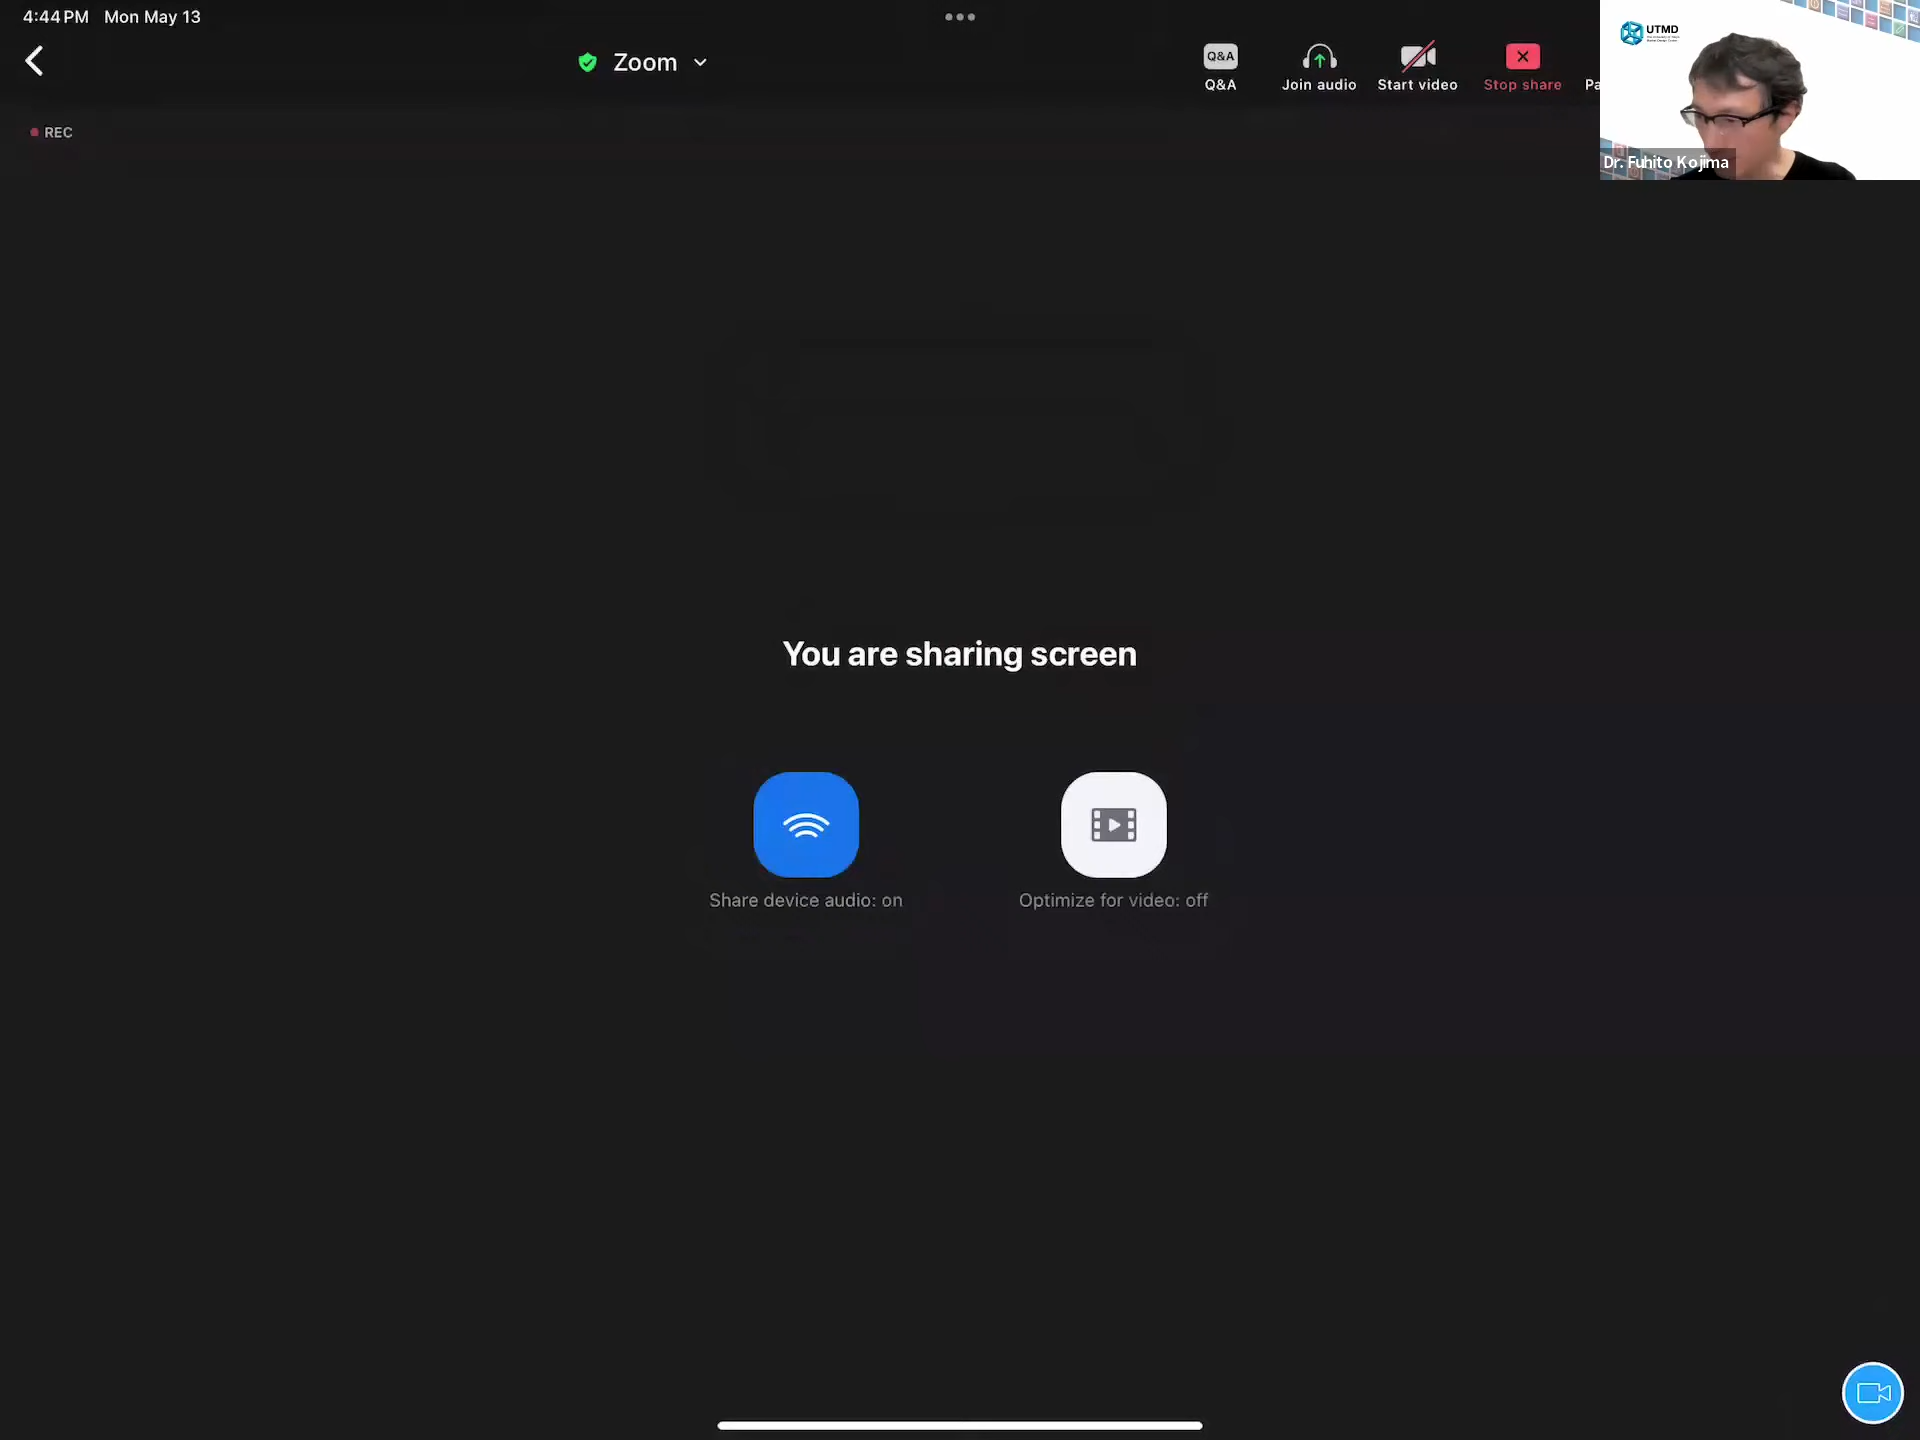 4:44 PM Mon May 13
Zoom
Q&A
Q&A
Join audio
Start video
Stop share
Pa
UTMD
REC
Dr. Fuhito Kojima
You are sharing screen
Share device audio: on
Optimize for video: off